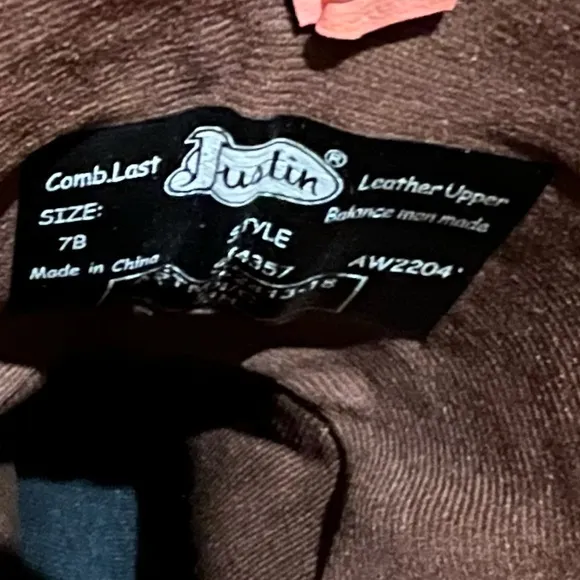 Comb.Last
Justin®
Leather Upper
Balance man made
SIZE:
7B
STYLE
Made in China
AW2204